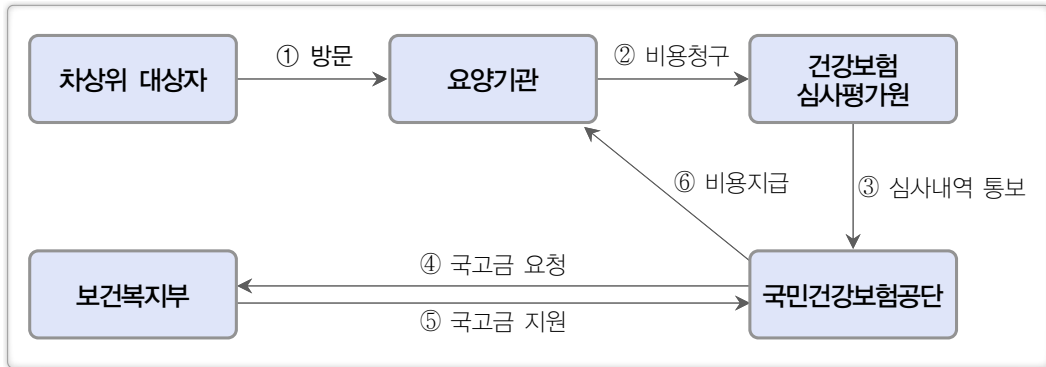 차상위 대상자
① 방문
요양기관
② 비용청구
건강보험
심사평가원
⑥ 비용지급
③ 심사내역 통보
보건복지부
④ 국고금 요청
⑤ 국고금 지원
국민건강보험공단